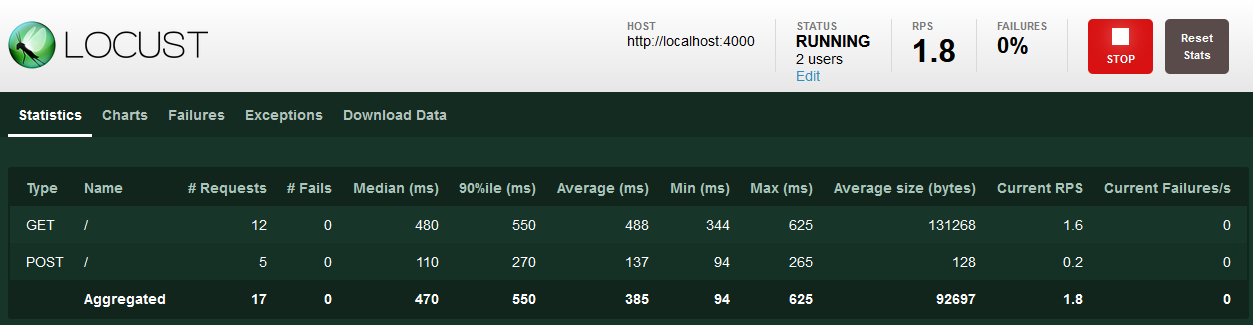 LOCUST
HOST
http://localhost:4000
STATUS
RUNNING
2 users
Edit
RPS
1.8
FAILURES
0%
STOP
Reset
Stats
Statistics Charts Failures Exceptions Download Data
Type Name # Requests # Fails Median (ms) 90%ile (ms) Average (ms) Min (ms) Max (ms) Average size (bytes) Current RPS Current Failures/s
GET / 12 0 480 550 488 344 625 131268 1.6 0
POST / 5 0 110 270 137 94 265 128 0.2 0
Aggregated 17 0 470 550 385 94 625 92697 1.8 0